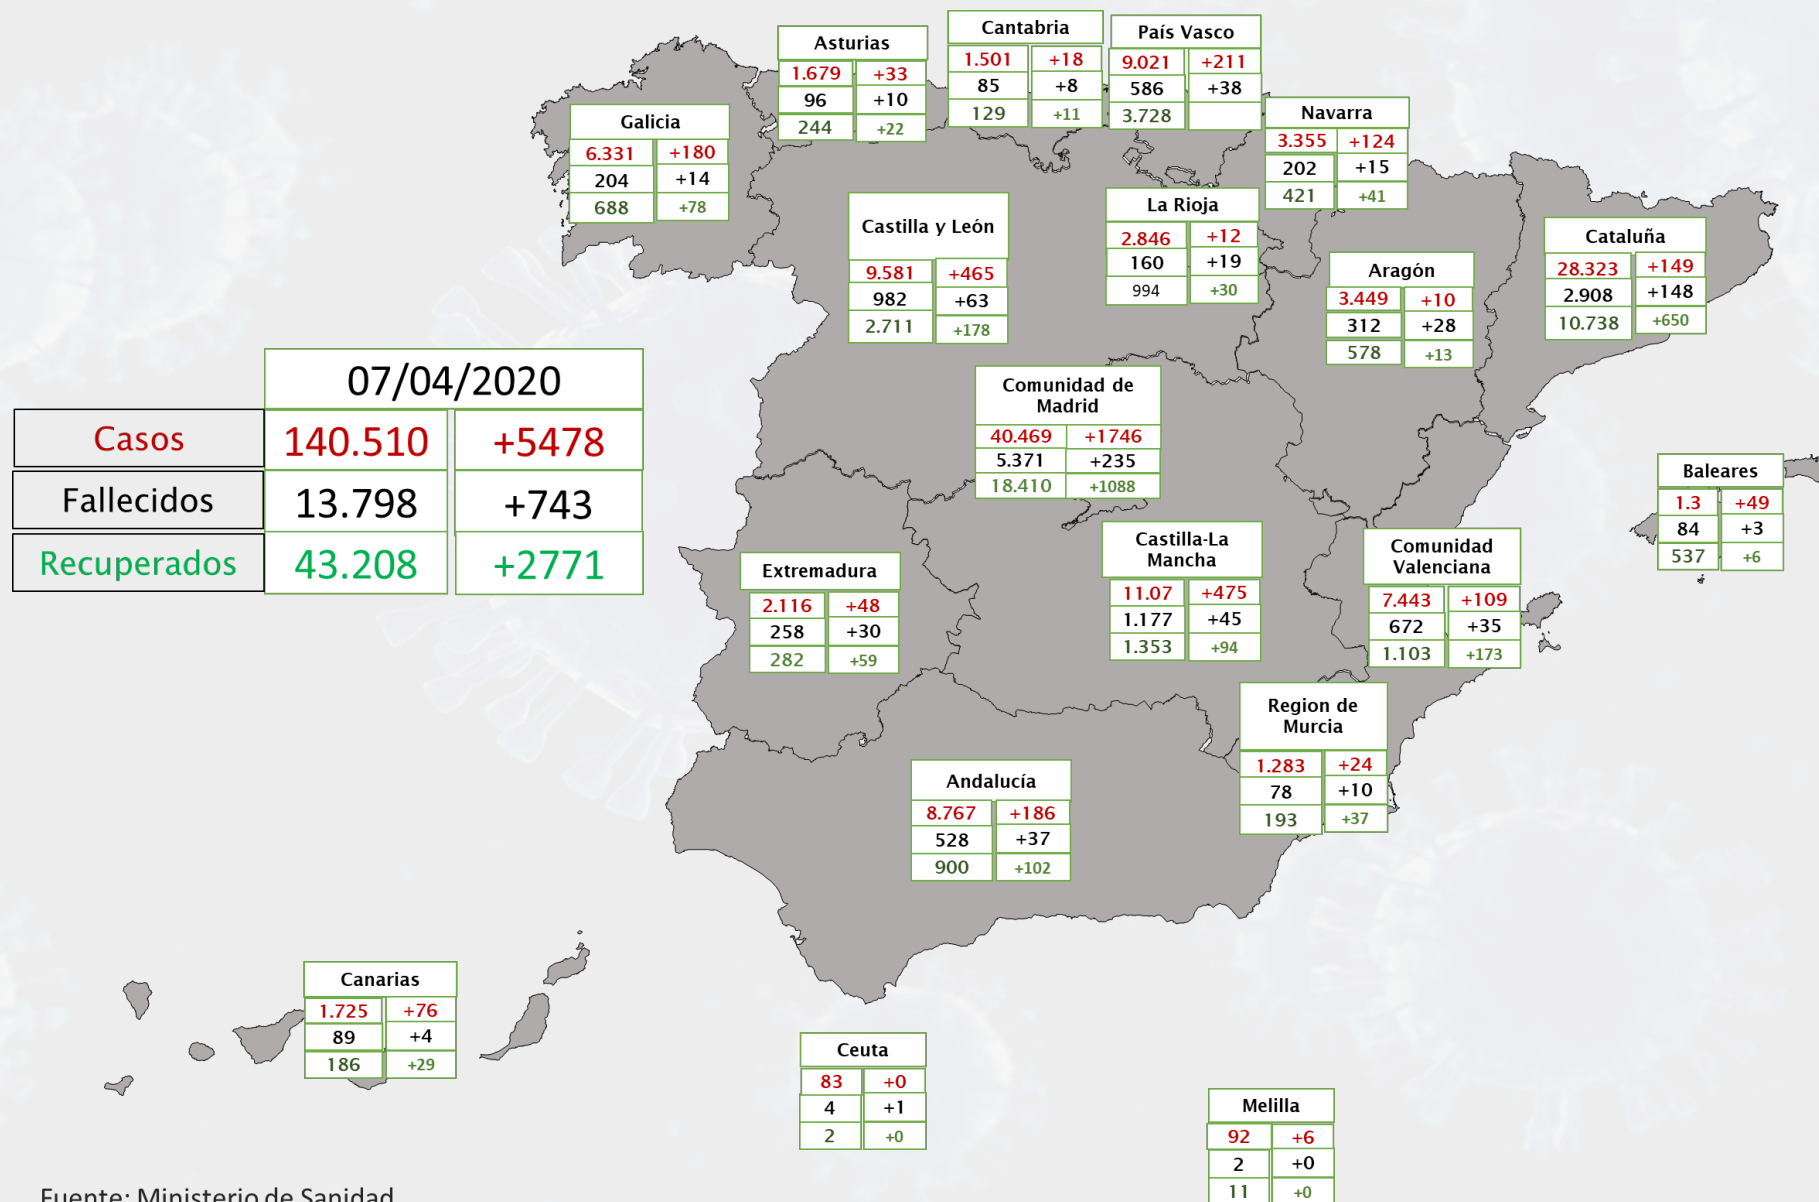 Asturias
1.679 +33
96 +10
244 +22
Cantabria
1.501 +18
85 +8
129 +11
País Vasco
9.021 +211
586 +38
3.728
Navarra
3.355 +124
202 +15
421 +41
Galicia
6.331 +180
204 +14
688 +78
Castilla y León
9.581 +465
982 +63
2.711 +178
La Rioja
2.846 +12
160 +19
994 +30
Aragón
3.449 +10
312 +28
578 +13
Cataluña
28.323 +149
2.908 +148
10.738 +650
07/04/2020
Casos 140.510 +5478
Fallecidos 13.798 +743
Recuperados 43.208 +2771
Comunidad de
Madrid
40.469 +1746
5.371 +235
18.410 +1088
Baleares
1.3 +49
84 +3
537 +6
Extremadura
2.116 +48
258 +30
282 +59
Castilla-La
Mancha
11.07 +475
1.177 +45
1.353 +94
Comunidad
Valenciana
7.443 +109
672 +35
1.103 +173
Region de
Murcia
1.283 +24
78 +10
193 +37
Andalucía
8.767 +186
528 +37
900 +102
Canarias
1.725 +76
89 +4
186 +29
Ceuta
83 +0
4 +1
2 +0
Melilla
92 +6
2 +0
11 +0
Fuente: Ministerio de Sanidad